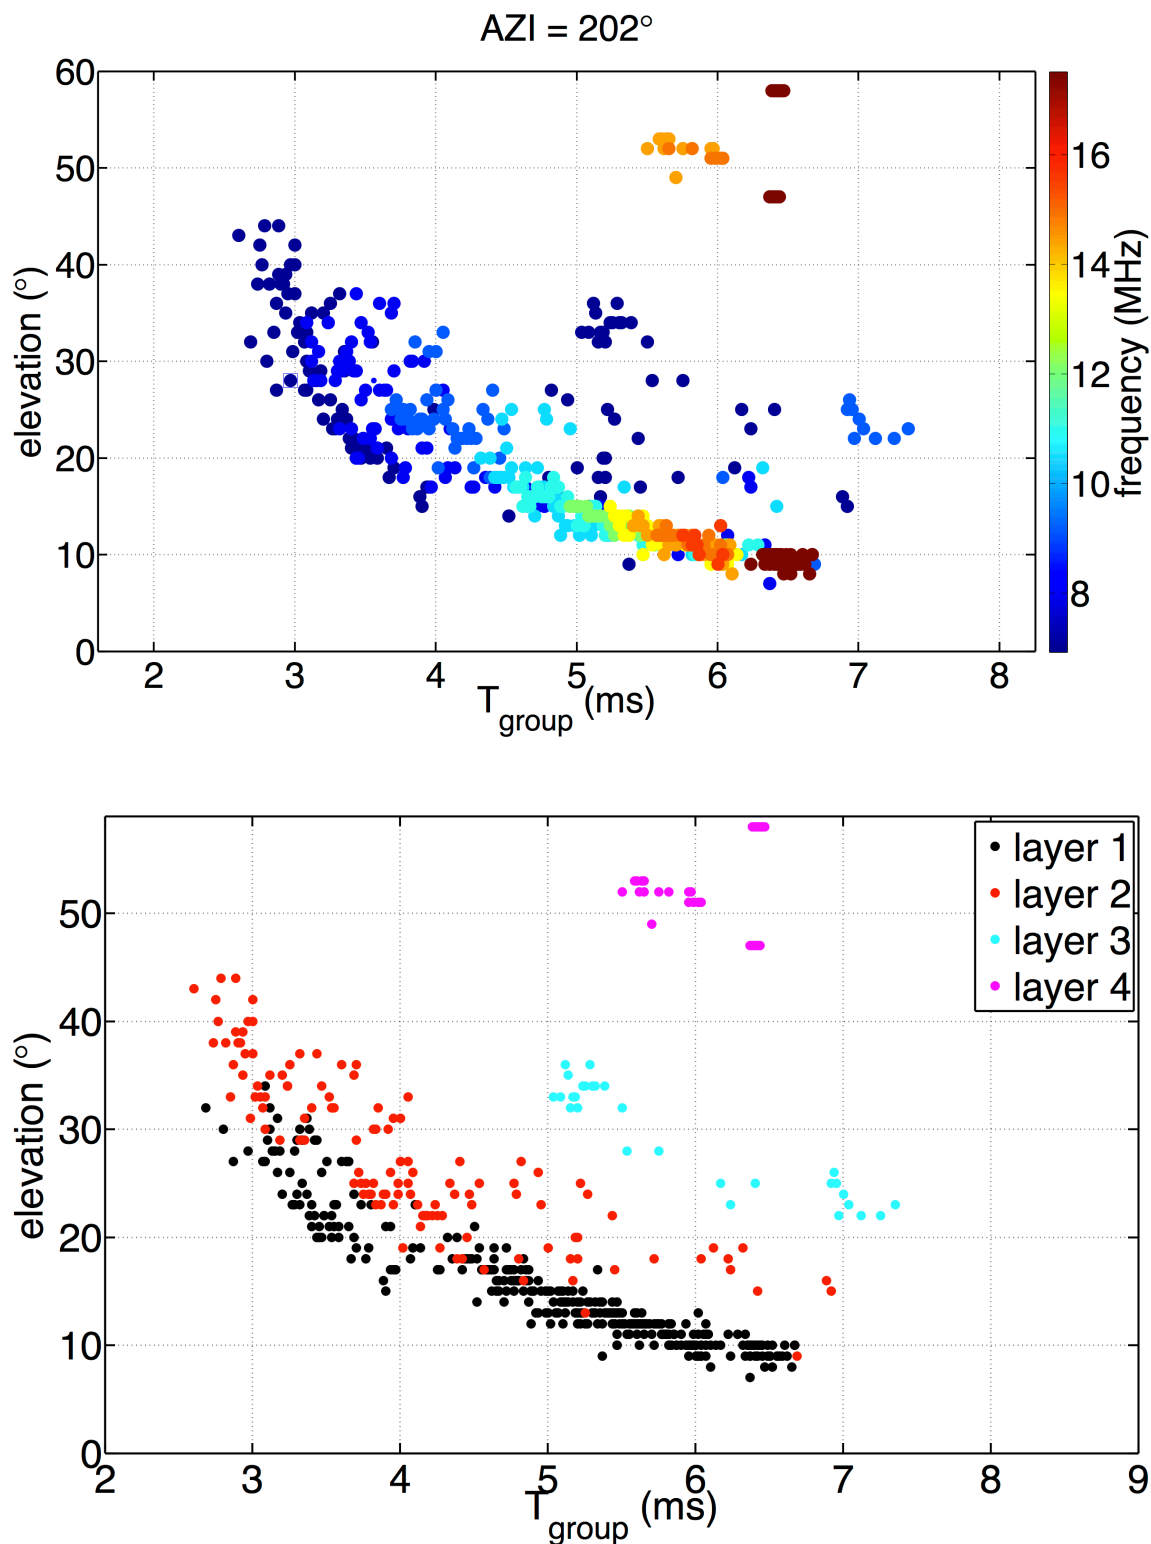 AZI = 202°
60
50
40
30
20
10
0
elevation (°)
2 3 4 5 6 7 8
T_group (ms)
16
14
12
10
8
frequency (MHz)
layer 1
layer 2
layer 3
layer 4
50
40
30
20
10
0
elevation (°)
2 3 4 5 6 7 8 9
T_group (ms)